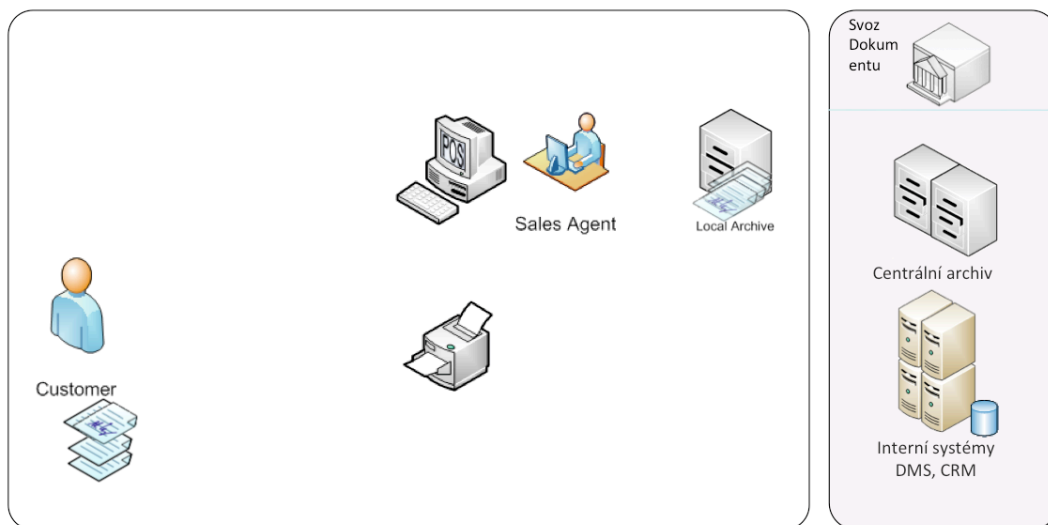 Svoz
Dokum
entu
POS
Sales Agent
Local Archive
Centrální archiv
Customer
Interní systémy
DMS, CRM